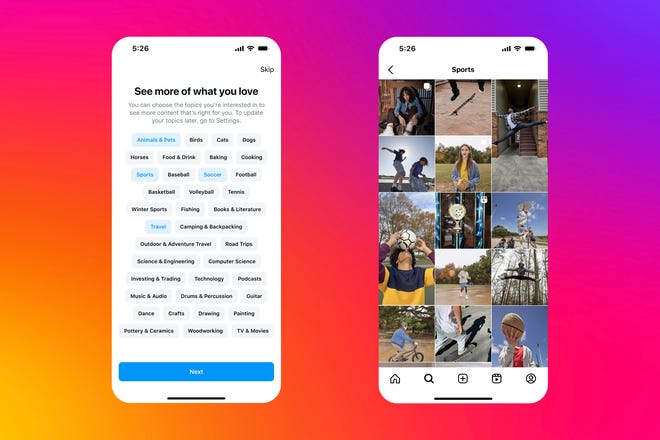 5:26
Skip
See more of what you love
You can choose the topics you're interested in to
see more content that's right for you. To update
your topics later, go to Settings.
Animals & Pets Birds Cats Dogs
Horses Food & Drink Baking Cooking
Sports Baseball Soccer Football
Basketball Volleyball Tennis
Winter Sports Fishing Books & Literature
Travel Camping & Backpacking
Outdoor & Adventure Travel Road Trips
Science & Engineering Computer Science
Investing & Trading Technology Podcasts
Music & Audio Drums & Percussion Guitar
Dance Crafts Drawing Painting
Pottery & Ceramics Woodworking TV & Movies
Next
5:26
Sports